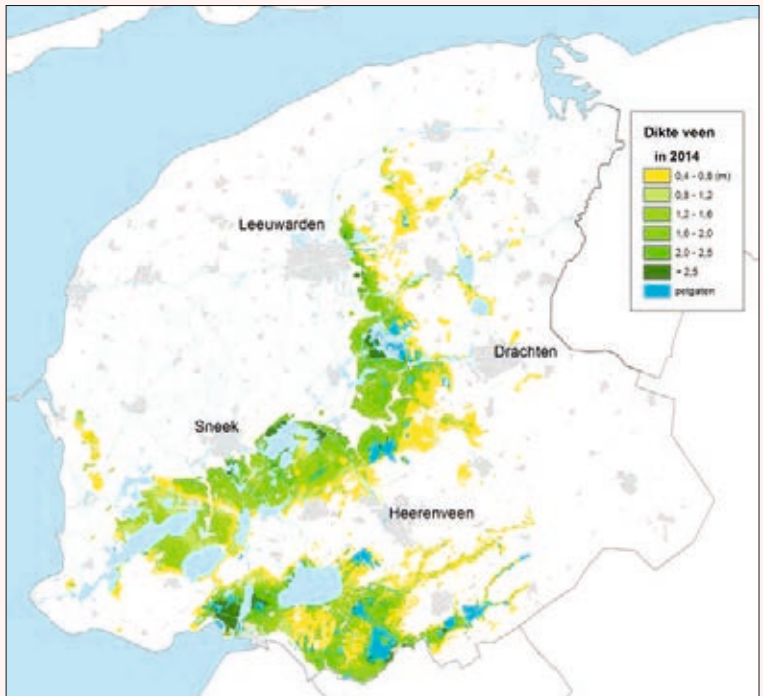 Leeuwarden
Drachten
Sneek
Heerenveen
Dikte veen
in 2014
0,4 - 0,8 (m)
0,8 - 1,2
1,2 - 1,6
1,6 - 2,0
2,0 - 2,5
> 2,5
petgaten